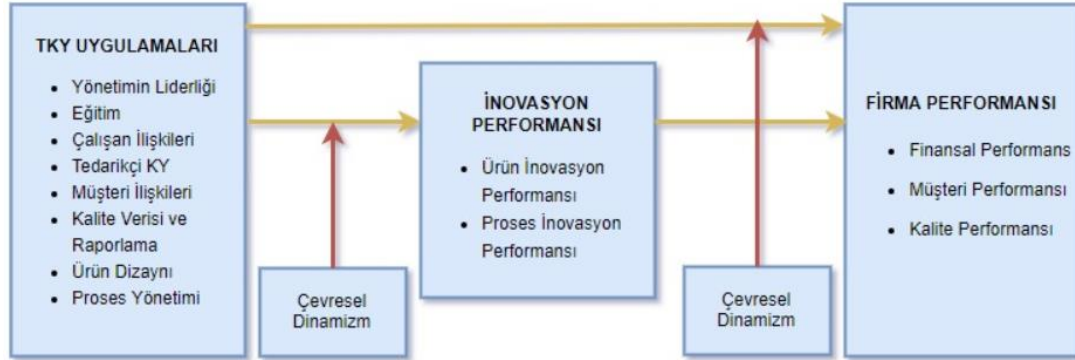 TKY UYGULAMALARI
Yönetimin Liderliği
Eğitim
Çalışan İlişkileri
Tedarikçi KY
Müşteri İlişkileri
Kalite Verisi ve
Raporlama
Ürün Dizaynı
Proses Yönetimi
Çevresel
Dinamizm
İNOVASYON
PERFORMANSI
Ürün İnovasyon
Performansı
Proses İnovasyon
Performansı
Çevresel
Dinamizm
FİRMA PERFORMANSI
Finansal Performans
Müşteri Performansı
Kalite Performansı